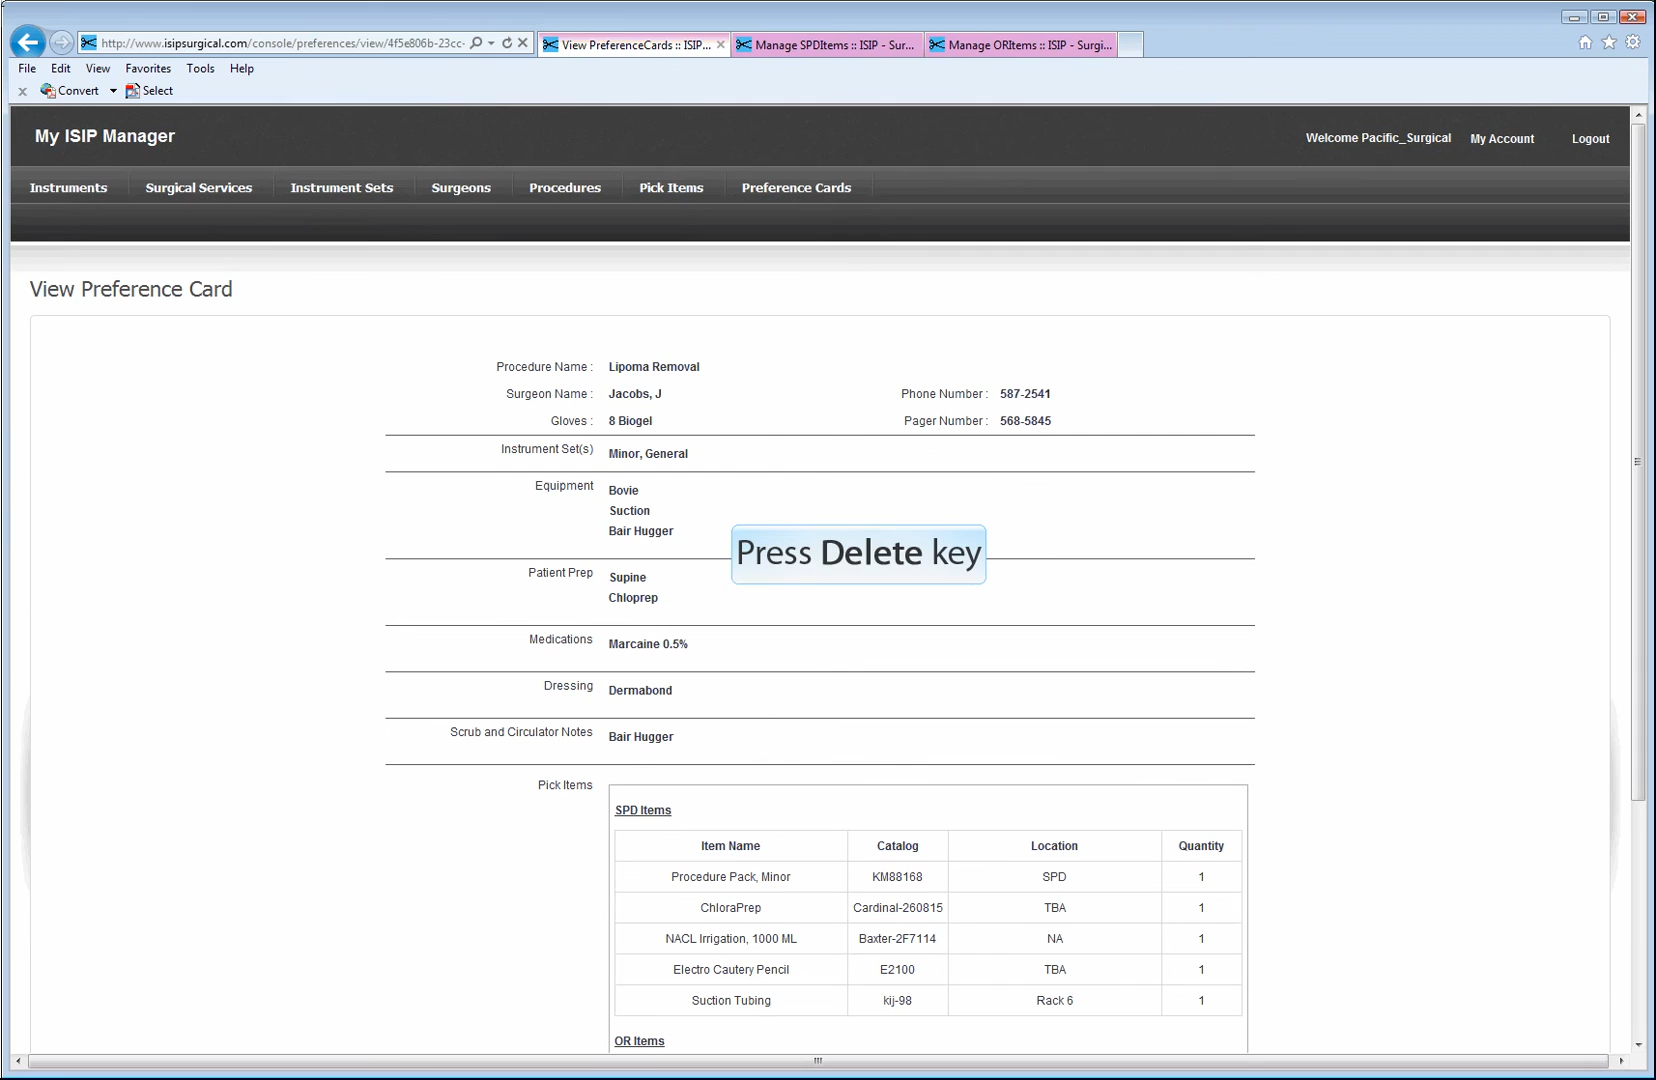 http://www.isipsurgical.com/console/preferences/view/4f5e806b-23cc-
View PreferenceCards :: ISIP...
Manage SPDItems :: ISIP - Sur...
Manage ORItems :: ISIP - Surgi...
File Edit View Favorites Tools Help
x Convert Select
My ISIP Manager
Welcome Pacific_Surgical My Account Logout
Instruments Surgical Services Instrument Sets Surgeons Procedures Pick Items Preference Cards
View Preference Card
Procedure Name : Lipoma Removal
Surgeon Name : Jacobs, J Phone Number : 587-2541
Gloves : 8 Biogel Pager Number : 568-5845
Instrument Set(s) Minor, General
Equipment Bovie
Suction
Bair Hugger
Press Delete key
Patient Prep Supine
Chloprep
Medications Marcaine 0.5%
Dressing Dermabond
Scrub and Circulator Notes Bair Hugger
Pick Items
SPD Items
Item Name Catalog Location Quantity
Procedure Pack, Minor KM88168 SPD 1
ChloraPrep Cardinal-260815 TBA 1
NACL Irrigation, 1000 ML Baxter-2F7114 NA 1
Electro Cautery Pencil E2100 TBA 1
Suction Tubing kij-98 Rack 6 1
OR Items